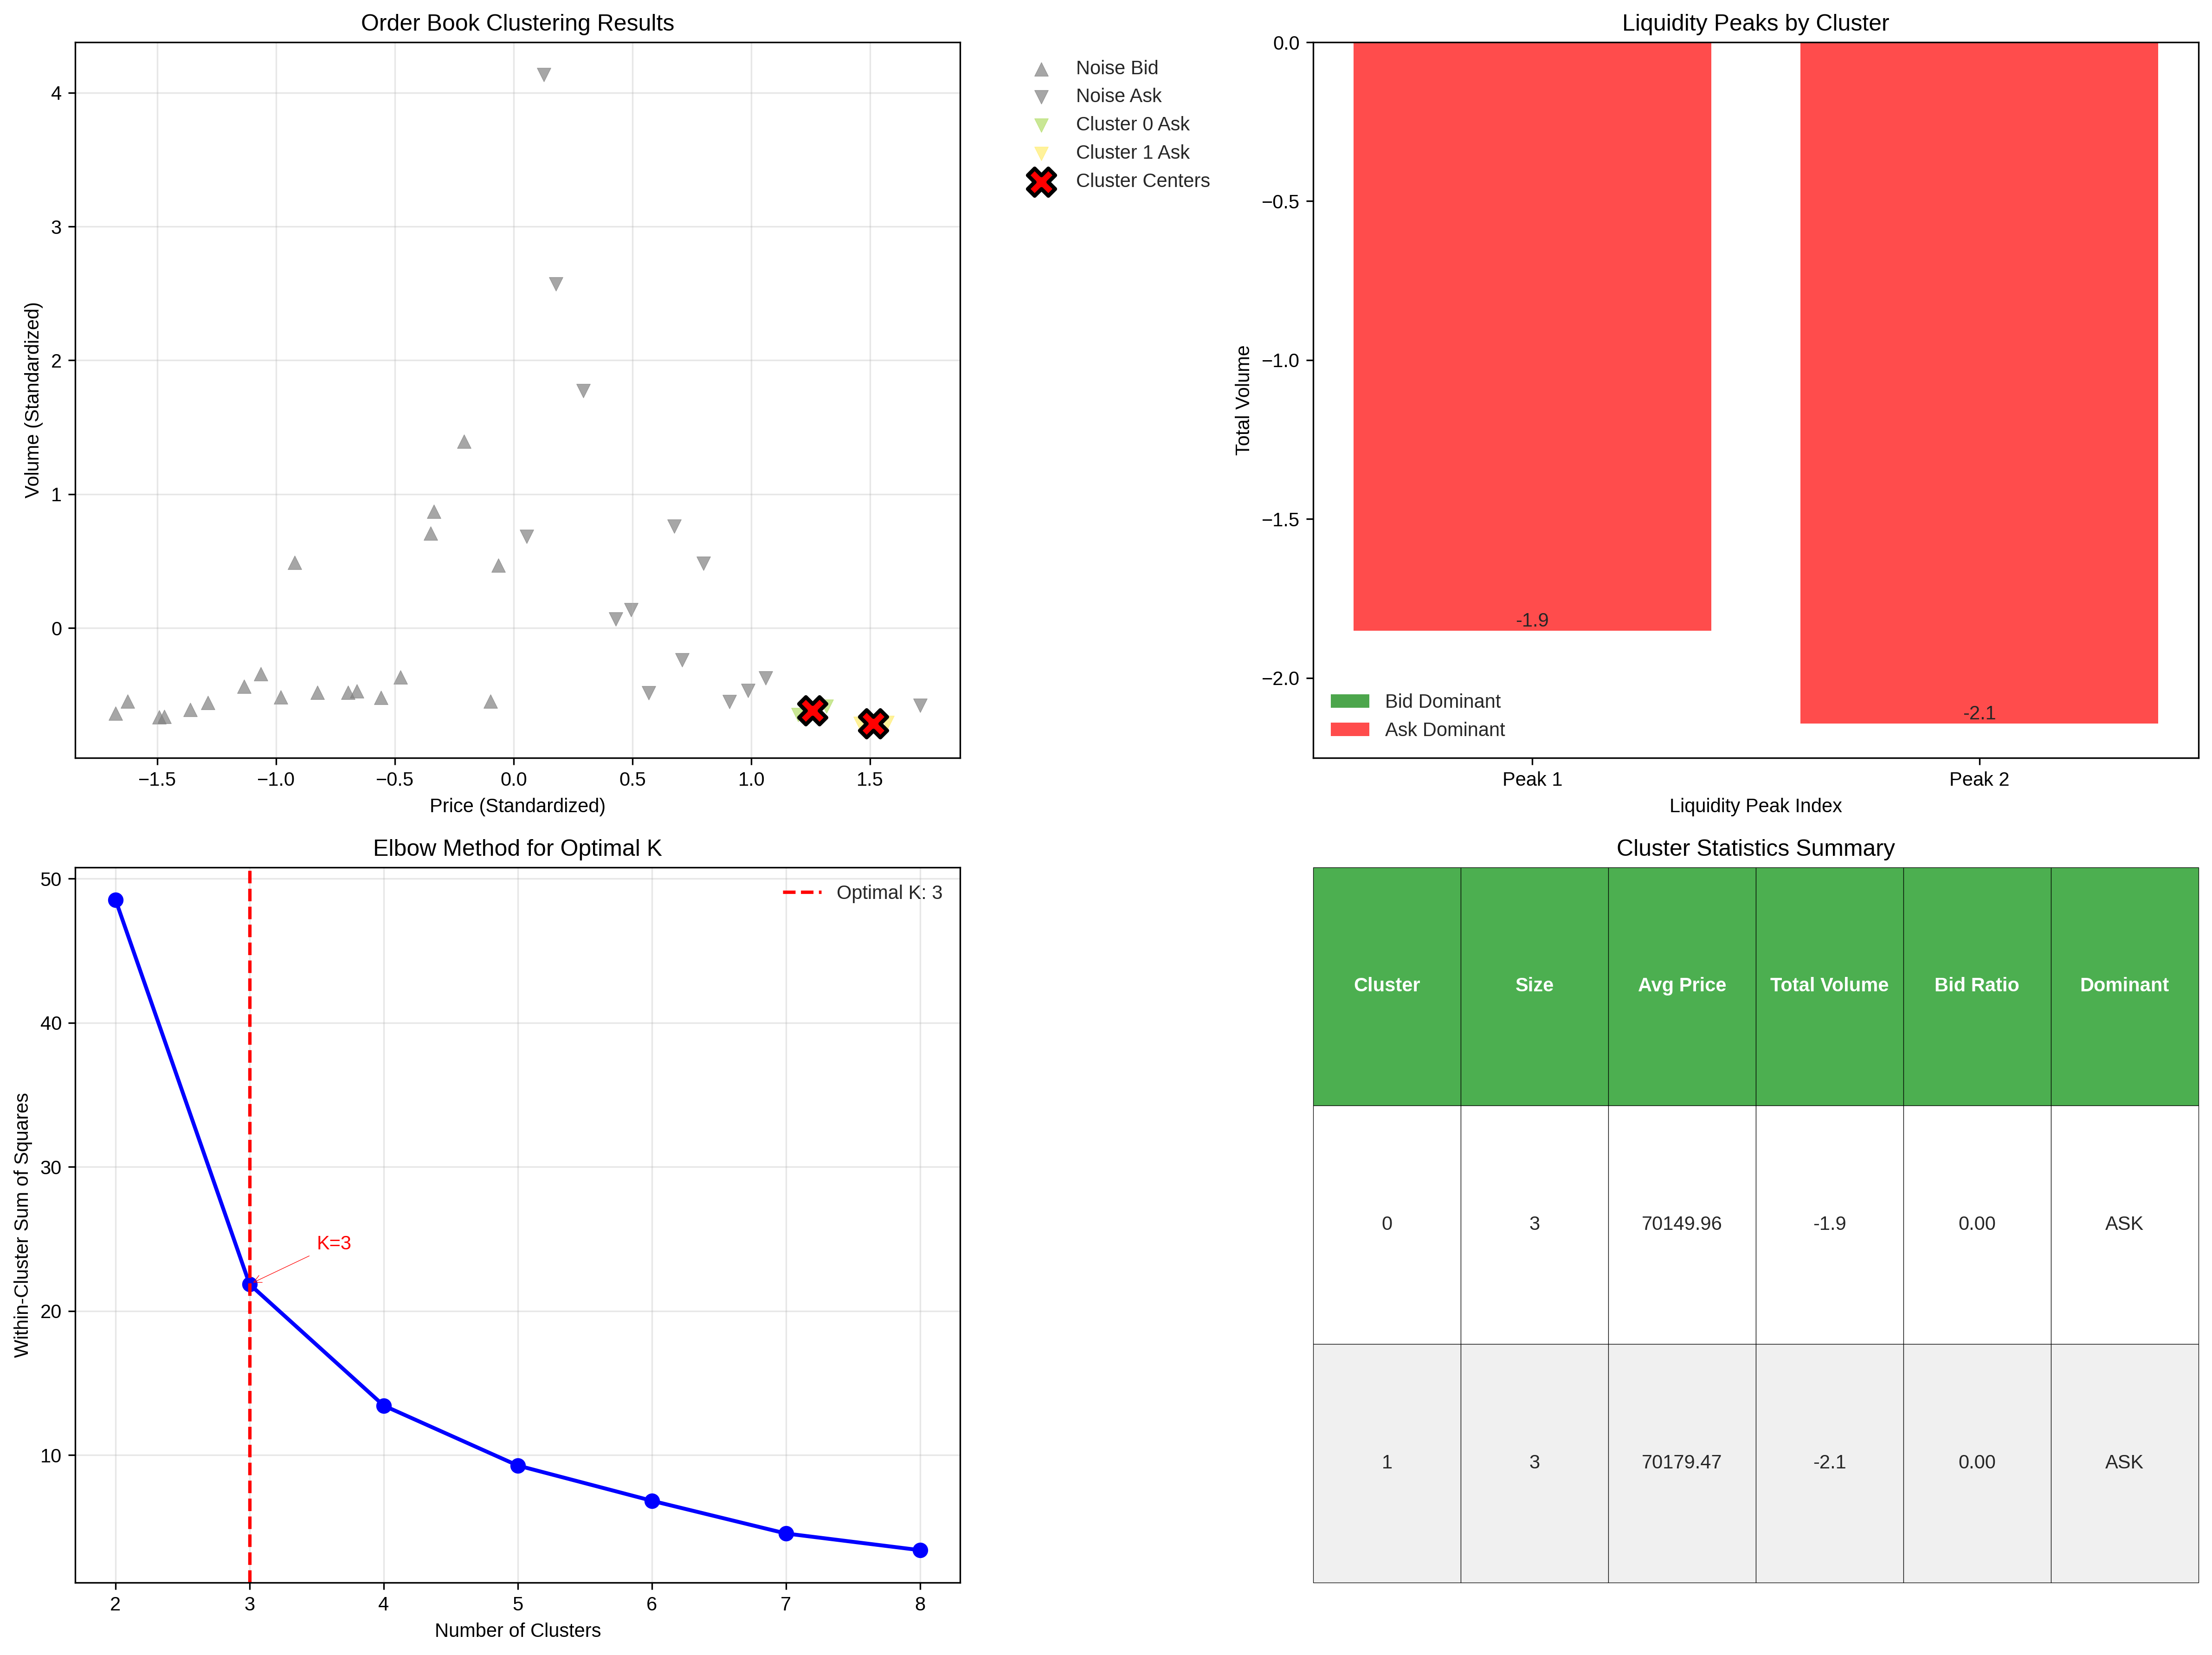 Order Book Clustering Results
4
3
2
1
0
Volume (Standardized)
−1.5 −1.0 −0.5 0.0 0.5 1.0 1.5
Price (Standardized)
Noise Bid
Noise Ask
Cluster 0 Ask
Cluster 1 Ask
Cluster Centers
Liquidity Peaks by Cluster
0.0
−0.5
−1.0
−1.5
−2.0
Total Volume
-1.9
-2.1
Bid Dominant
Ask Dominant
Peak 1 Peak 2
Liquidity Peak Index
Elbow Method for Optimal K
50
40
30
20
10
Within-Cluster Sum of Squares
Optimal K: 3
K=3
2 3 4 5 6 7 8
Number of Clusters
Cluster Statistics Summary
Cluster Size Avg Price Total Volume Bid Ratio Dominant
0 3 70149.96 -1.9 0.00 ASK
1 3 70179.47 -2.1 0.00 ASK